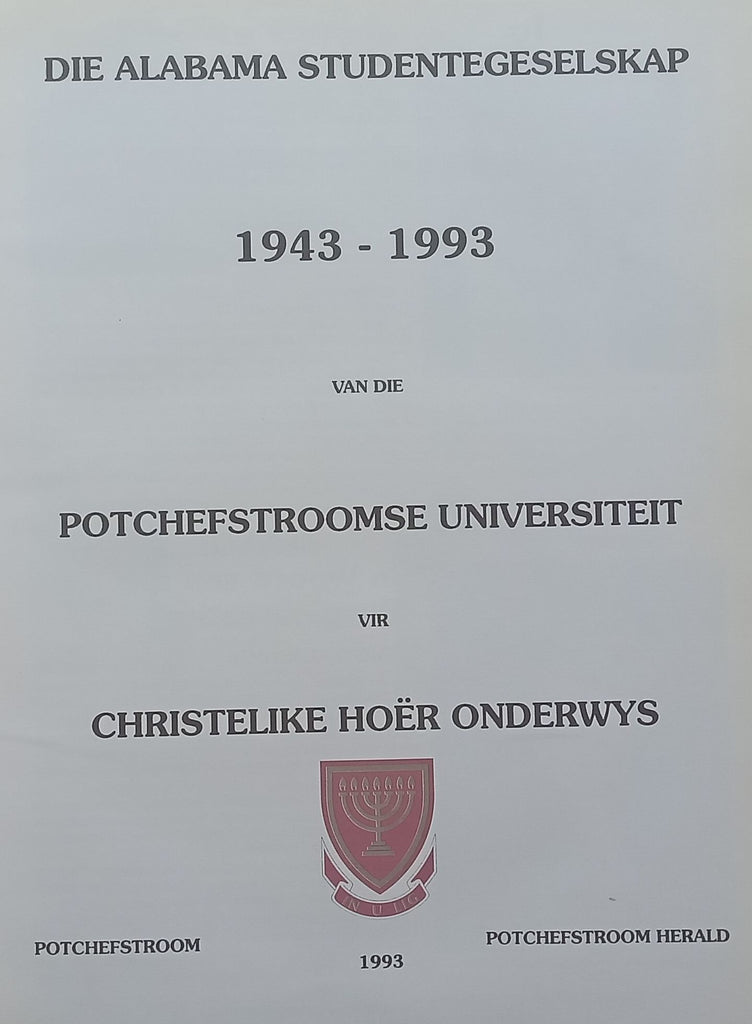 DIE ALABAMA STUDENTEGESELSKAP
1943 - 1993
VAN DIE
POTCHEFSTROOMSE UNIVERSITEIT
VIR
CHRISTELIKE HOËR ONDERWYS
IN U LIG
POTCHEFSTROOM
1993
POTCHEFSTROOM HERALD